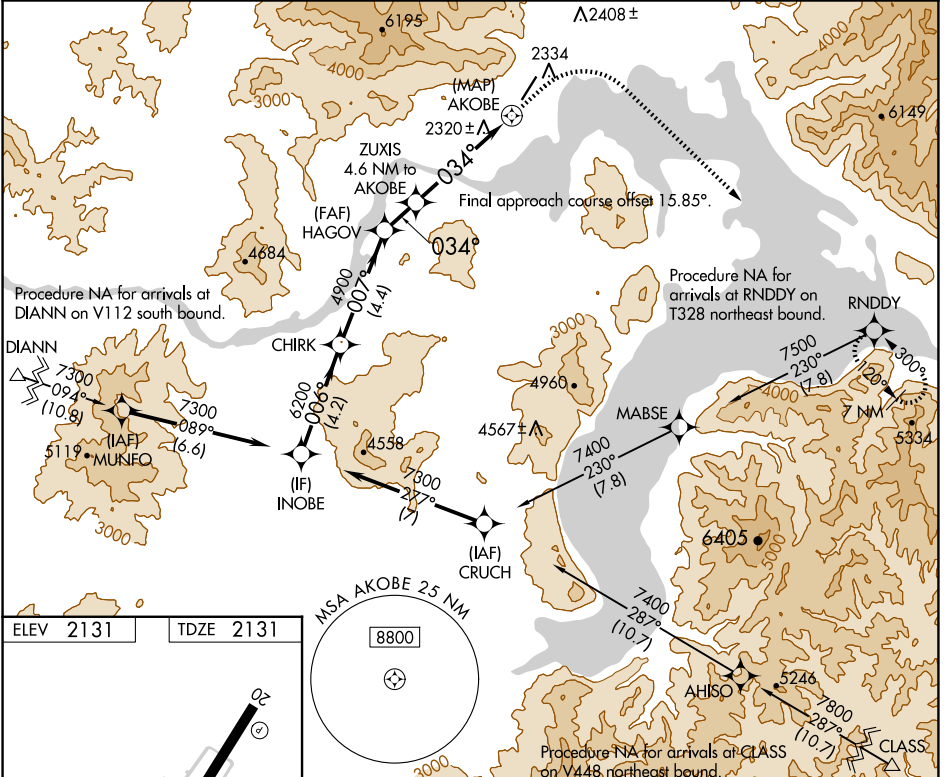 6195
2408 ±
4000
4000
3000
2334
(MAP)
AKOBE
6149
2320 ±
ZUXIS
4.6 NM to
AKOBE
034°
Final approach course offset 15.85°.
(FAF)
HAGOV
034°
4684
4900
007°
(4.4)
Procedure NA for arrivals at
DIANN on V112 south bound.
Procedure NA for
arrivals at RNDDY on
T328 northeast bound.
RNDDY
3000
CHIRK
DIANN
7300
094°
(10.8)
7300
089°
(6.6)
(IAF)
MUNFO
5119
3000
6200
006°
(4.2)
4558
(IF)
INOBE
7300
277°
(7)
(IAF)
CRUCH
4960
4567 ±
MABSE
7500
230°
(7.8)
4000
300°
120°
7 NM
5334
7400
230°
(7.8)
6405
5000
MSA AKOBE 25 NM
8800
7400
287°
(10.7)
AHISO
5246
7800
287°
(10.7)
CLASS
Procedure NA for arrivals at CLASS
on V448 northeast bound.
3000
ELEV 2131
TDZE 2131
20
P